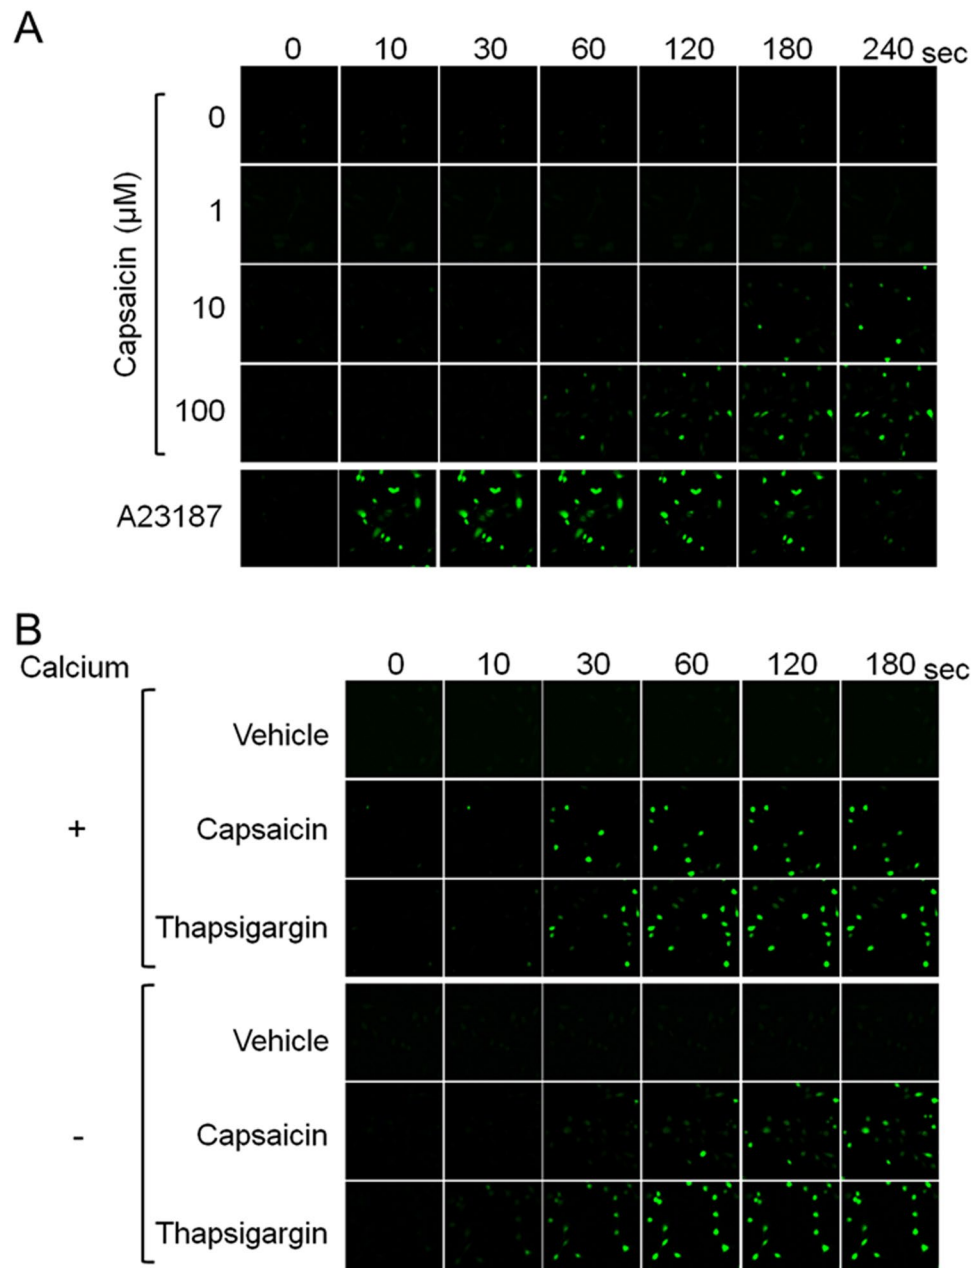 A
0 10 30 60 120 180 240 sec
Capsaicin (μM)
0
1
10
100
A23187
B
Calcium
0 10 30 60 120 180 sec
+
Vehicle
Capsaicin
Thapsigargin
-
Vehicle
Capsaicin
Thapsigargin